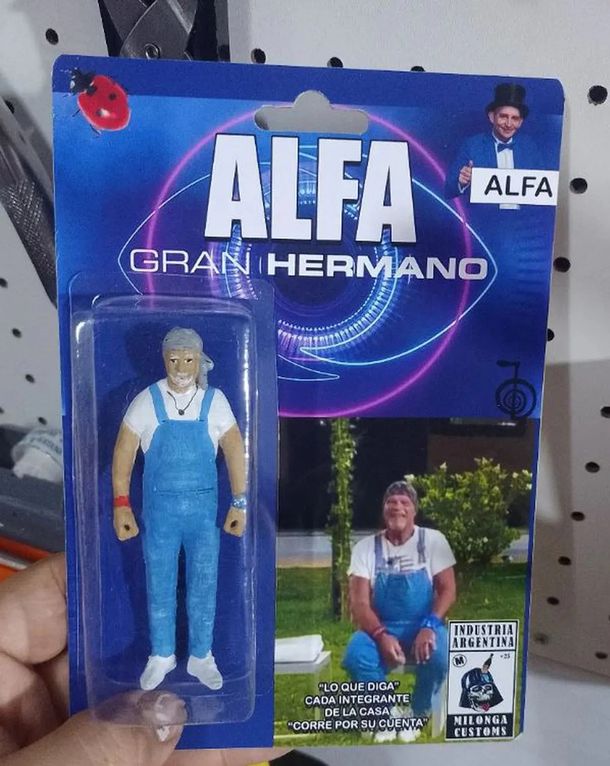 ALFA
GRAN HERMANO
ALFA
"LO QUE DIGA"
CADA INTEGRANTE
DE LA CASA
"CORRE POR SU CUENTA"
INDUSTRIA
ARGENTINA
M
+25
MILONGA
CUSTOMS